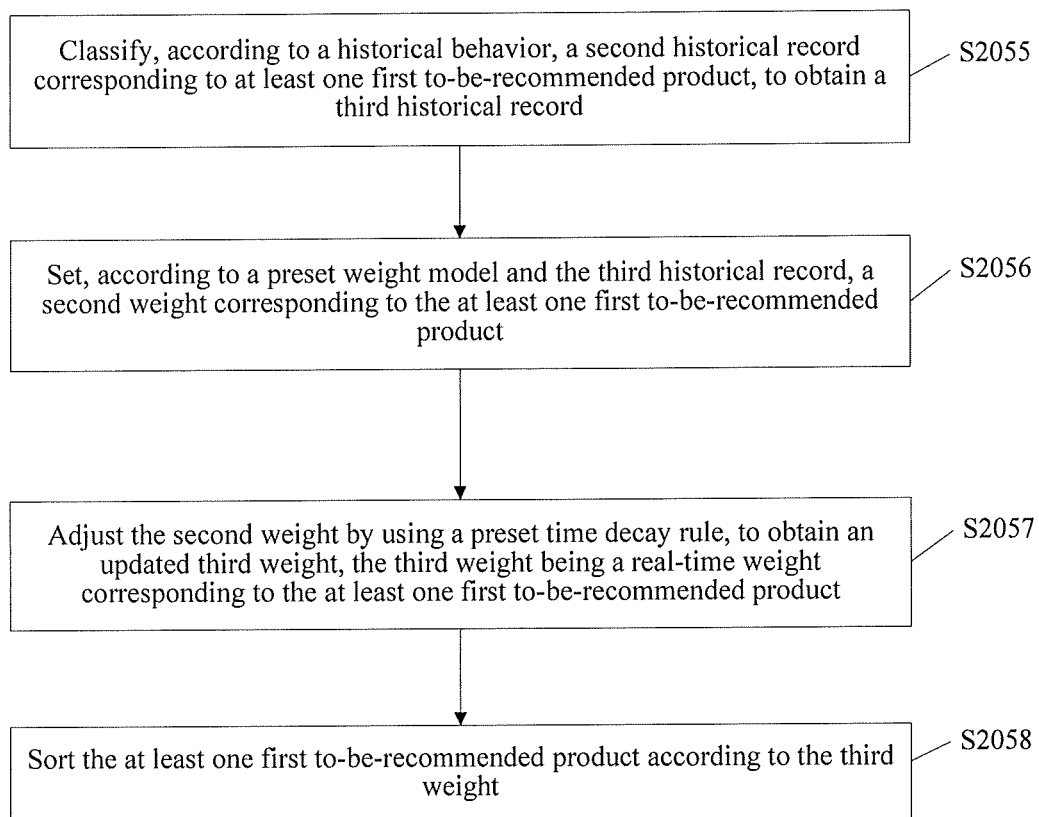 Classify, according to a historical behavior, a second historical record
corresponding to at least one first to-be-recommended product, to obtain a
third historical record
S2055
Set, according to a preset weight model and the third historical record, a
second weight corresponding to the at least one first to-be-recommended
product
S2056
Adjust the second weight by using a preset time decay rule, to obtain an
updated third weight, the third weight being a real-time weight
corresponding to the at least one first to-be-recommended product
S2057
Sort the at least one first to-be-recommended product according to the third
weight
S2058